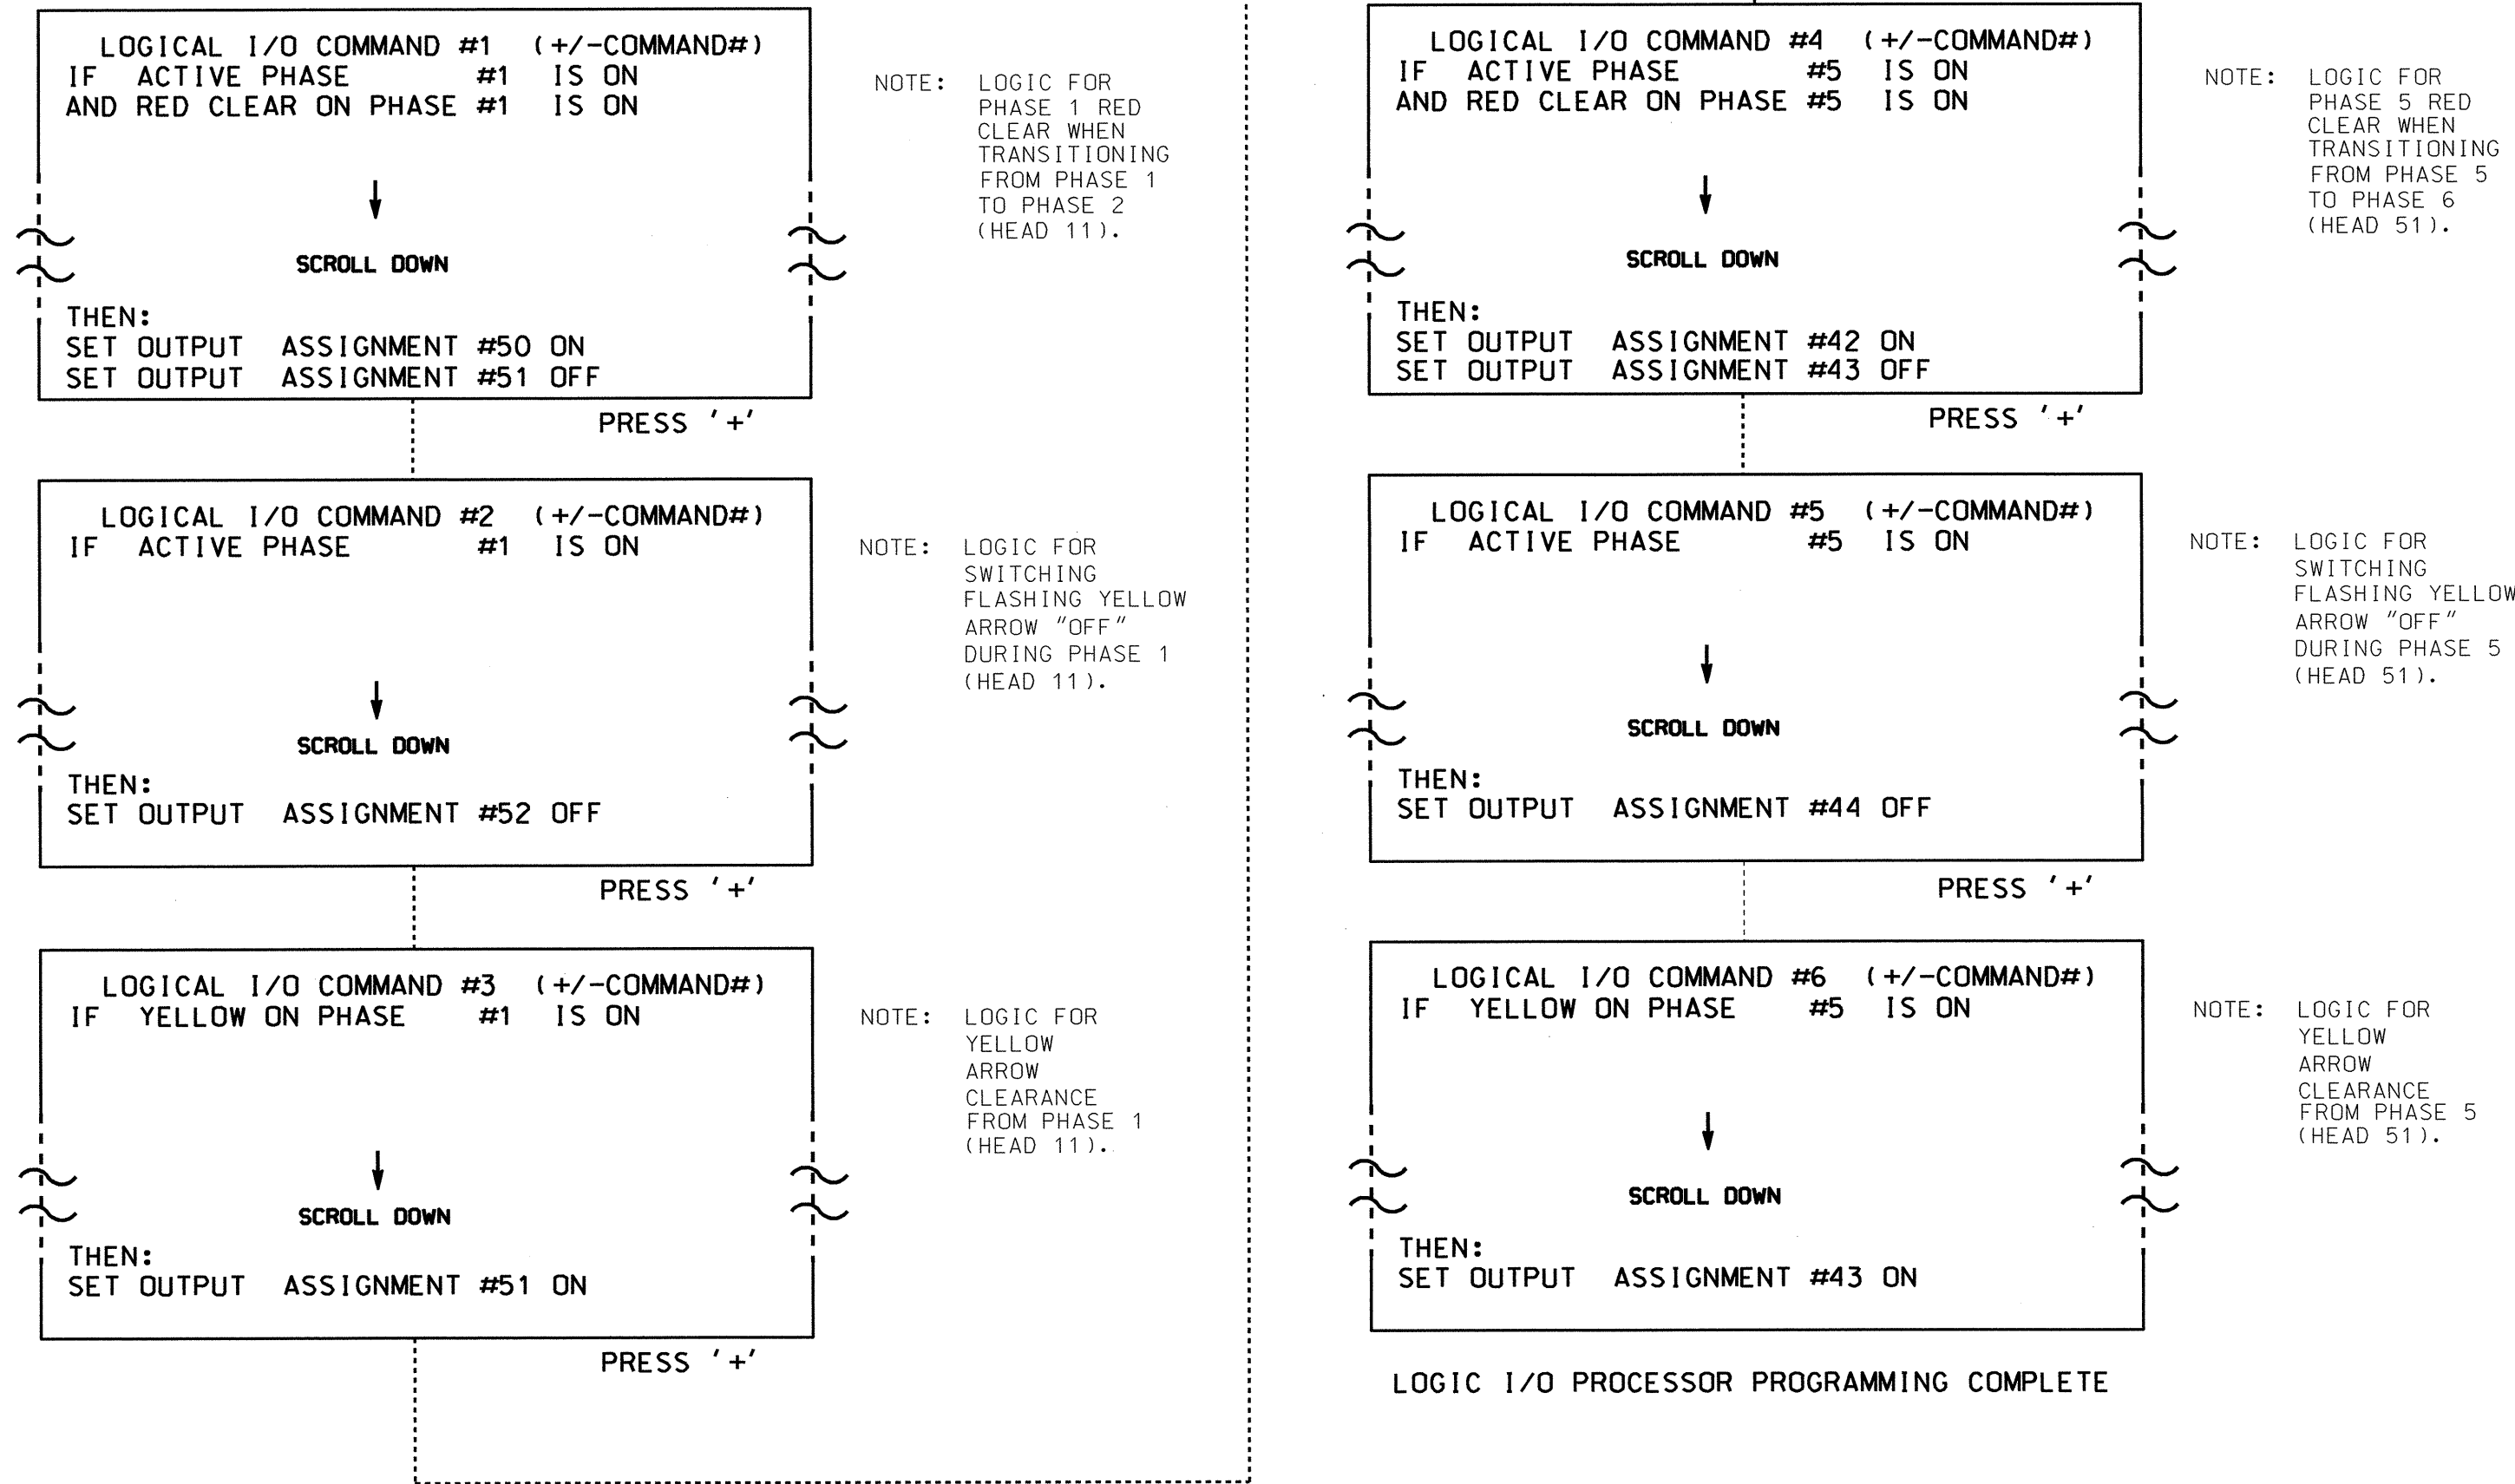 LOGICAL I/O COMMAND #1 (+/-COMMAND#)
IF ACTIVE PHASE #1 IS ON
AND RED CLEAR ON PHASE #1 IS ON
SCROLL DOWN
THEN:
SET OUTPUT ASSIGNMENT #50 ON
SET OUTPUT ASSIGNMENT #51 OFF
PRESS '+'
NOTE: LOGIC FOR
PHASE 1 RED
CLEAR WHEN
TRANSITIONING
FROM PHASE 1
TO PHASE 2
(HEAD 11).
LOGICAL I/O COMMAND #2 (+/-COMMAND#)
IF ACTIVE PHASE #1 IS ON
SCROLL DOWN
THEN:
SET OUTPUT ASSIGNMENT #52 OFF
PRESS '+'
NOTE: LOGIC FOR
SWITCHING
FLASHING YELLOW
ARROW "OFF"
DURING PHASE 1
(HEAD 11).
LOGICAL I/O COMMAND #3 (+/-COMMAND#)
IF YELLOW ON PHASE #1 IS ON
SCROLL DOWN
THEN:
SET OUTPUT ASSIGNMENT #51 ON
PRESS '+'
NOTE: LOGIC FOR
YELLOW
ARROW
CLEARANCE
FROM PHASE 1
(HEAD 11).
LOGICAL I/O COMMAND #4 (+/-COMMAND#)
IF ACTIVE PHASE #5 IS ON
AND RED CLEAR ON PHASE #5 IS ON
SCROLL DOWN
THEN:
SET OUTPUT ASSIGNMENT #42 ON
SET OUTPUT ASSIGNMENT #43 OFF
PRESS '+'
NOTE: LOGIC FOR
PHASE 5 RED
CLEAR WHEN
TRANSITIONING
FROM PHASE 5
TO PHASE 6
(HEAD 51).
LOGICAL I/O COMMAND #5 (+/-COMMAND#)
IF ACTIVE PHASE #5 IS ON
SCROLL DOWN
THEN:
SET OUTPUT ASSIGNMENT #44 OFF
PRESS '+'
NOTE: LOGIC FOR
SWITCHING
FLASHING YELLOW
ARROW "OFF"
DURING PHASE 5
(HEAD 51).
LOGICAL I/O COMMAND #6 (+/-COMMAND#)
IF YELLOW ON PHASE #5 IS ON
SCROLL DOWN
THEN:
SET OUTPUT ASSIGNMENT #43 ON
NOTE: LOGIC FOR
YELLOW
ARROW
CLEARANCE
FROM PHASE 5
(HEAD 51).
LOGIC I/O PROCESSOR PROGRAMMING COMPLETE